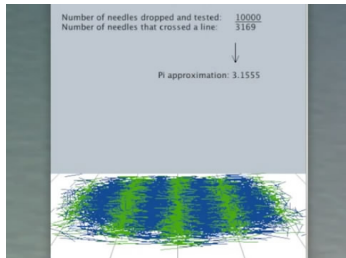 Number of needles dropped and tested: 10000
Number of needles that crossed a line: 3169
Pi approximation: 3.1555